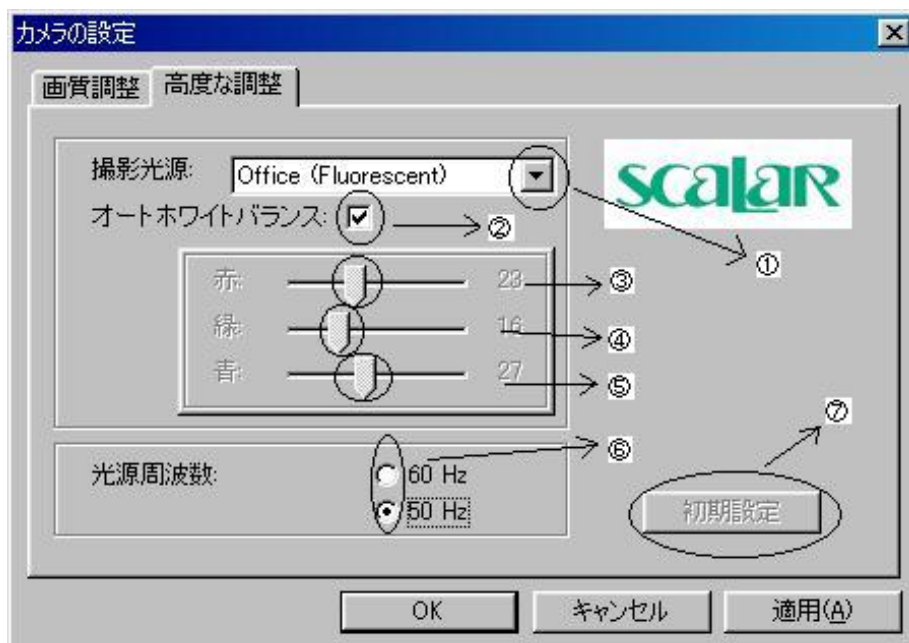 カメラの設定
画質調整 高度な調整
撮影光源: Office (Fluorescent)
SCALAR
オートホワイトバランス: ②
①
赤: 23 ③
緑: 16 ④
青: 27 ⑤
⑦
⑥
光源周波数: 60 Hz
50 Hz
初期設定
OK キャンセル 適用(A)